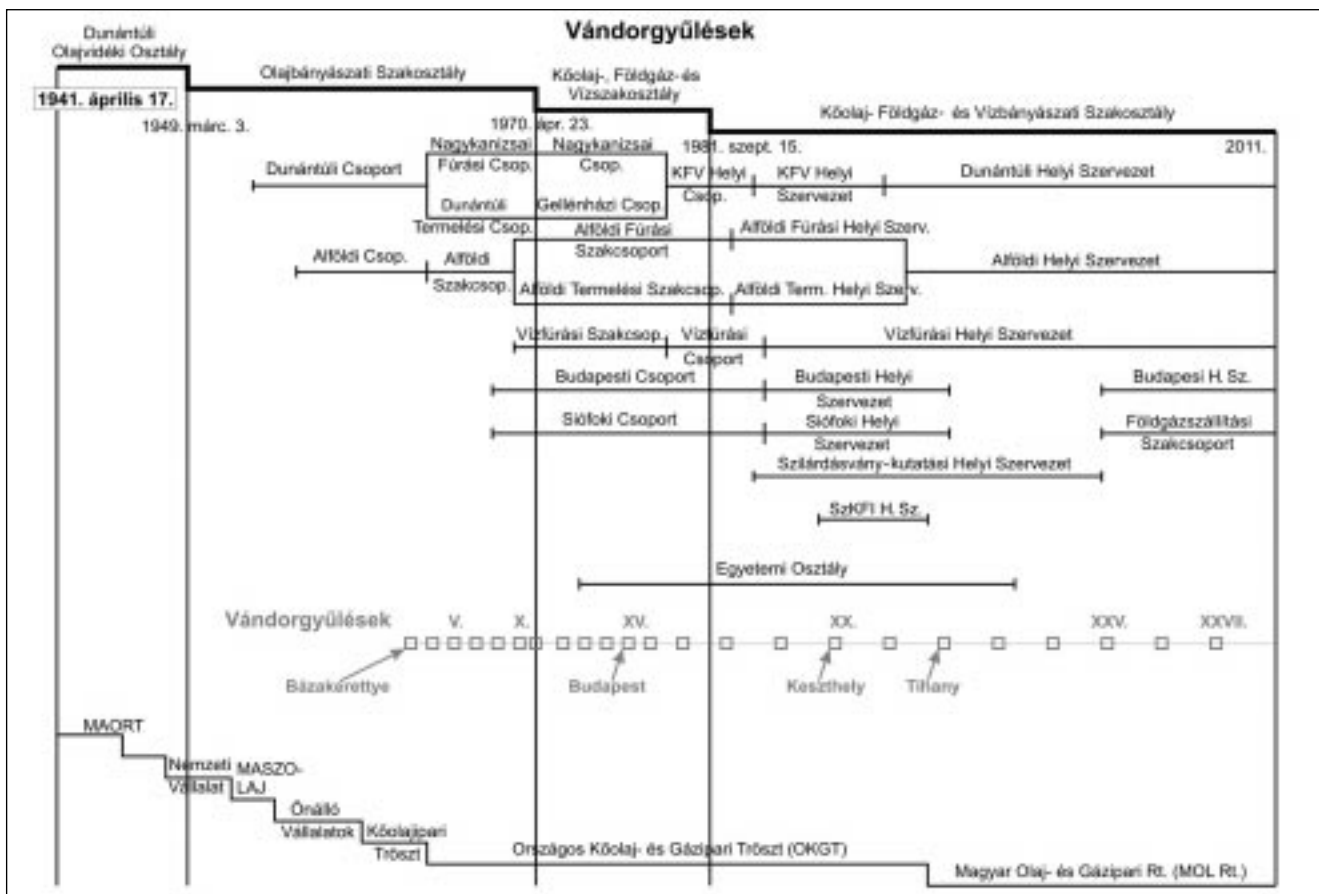 Vándorgyűlések
Dunántúli
Olajvidéki Osztály
Olajbányászati Szakosztály
Kőolaj-, Földgáz- és
Vízszakosztály
Kőolaj- Földgáz- és Vízbányászati Szakosztály
1941. április 17.
1949. márc. 3.
1970. ápr. 23.
1981. szept. 15.
2011.
Dunántúli Csoport
Nagykanizsai
Fúrási Csop.
Nagykanizsai
Csop.
KFV Helyi
Csop.
KFV Helyi
Szervezet
Dunántúli Helyi Szervezet
Dunántúli
Termelési Csop.
Gellénházi Csop.
Alföldi Csop.
Alföldi
Szakcsop.
Alföldi Fúrási
Szakcsoport
Alföldi Fúrási Helyi Szerv.
Alföldi Helyi Szervezet
Alföldi Termelési Szakcsop.
Alföldi Term. Helyi Szerv.
Vízfúrási Szakcsop.
Vízfúrási
Csoport
Vízfúrási Helyi Szervezet
Budapesti Csoport
Budapesti Helyi
Szervezet
Budapesi H. Sz.
Siófoki Csoport
Siófoki Helyi
Szervezet
Földgázszállítási
Szakcsoport
Szilárdásvány-kutatási Helyi Szervezet
SzKFI H. Sz.
Egyetemi Osztály
Vándorgyűlések
V.
X.
XV.
XX.
XXV.
XXVII.
Bázakerettye
Budapest
Keszthely
Tihany
MAORT
Nemzeti
Vállalat
MASZO-
LAJ
Önálló
Vállalatok
Kőolajipari
Tröszt
Országos Kőolaj- és Gázipari Tröszt (OKGT)
Magyar Olaj- és Gázipari Rt. (MOL Rt.)